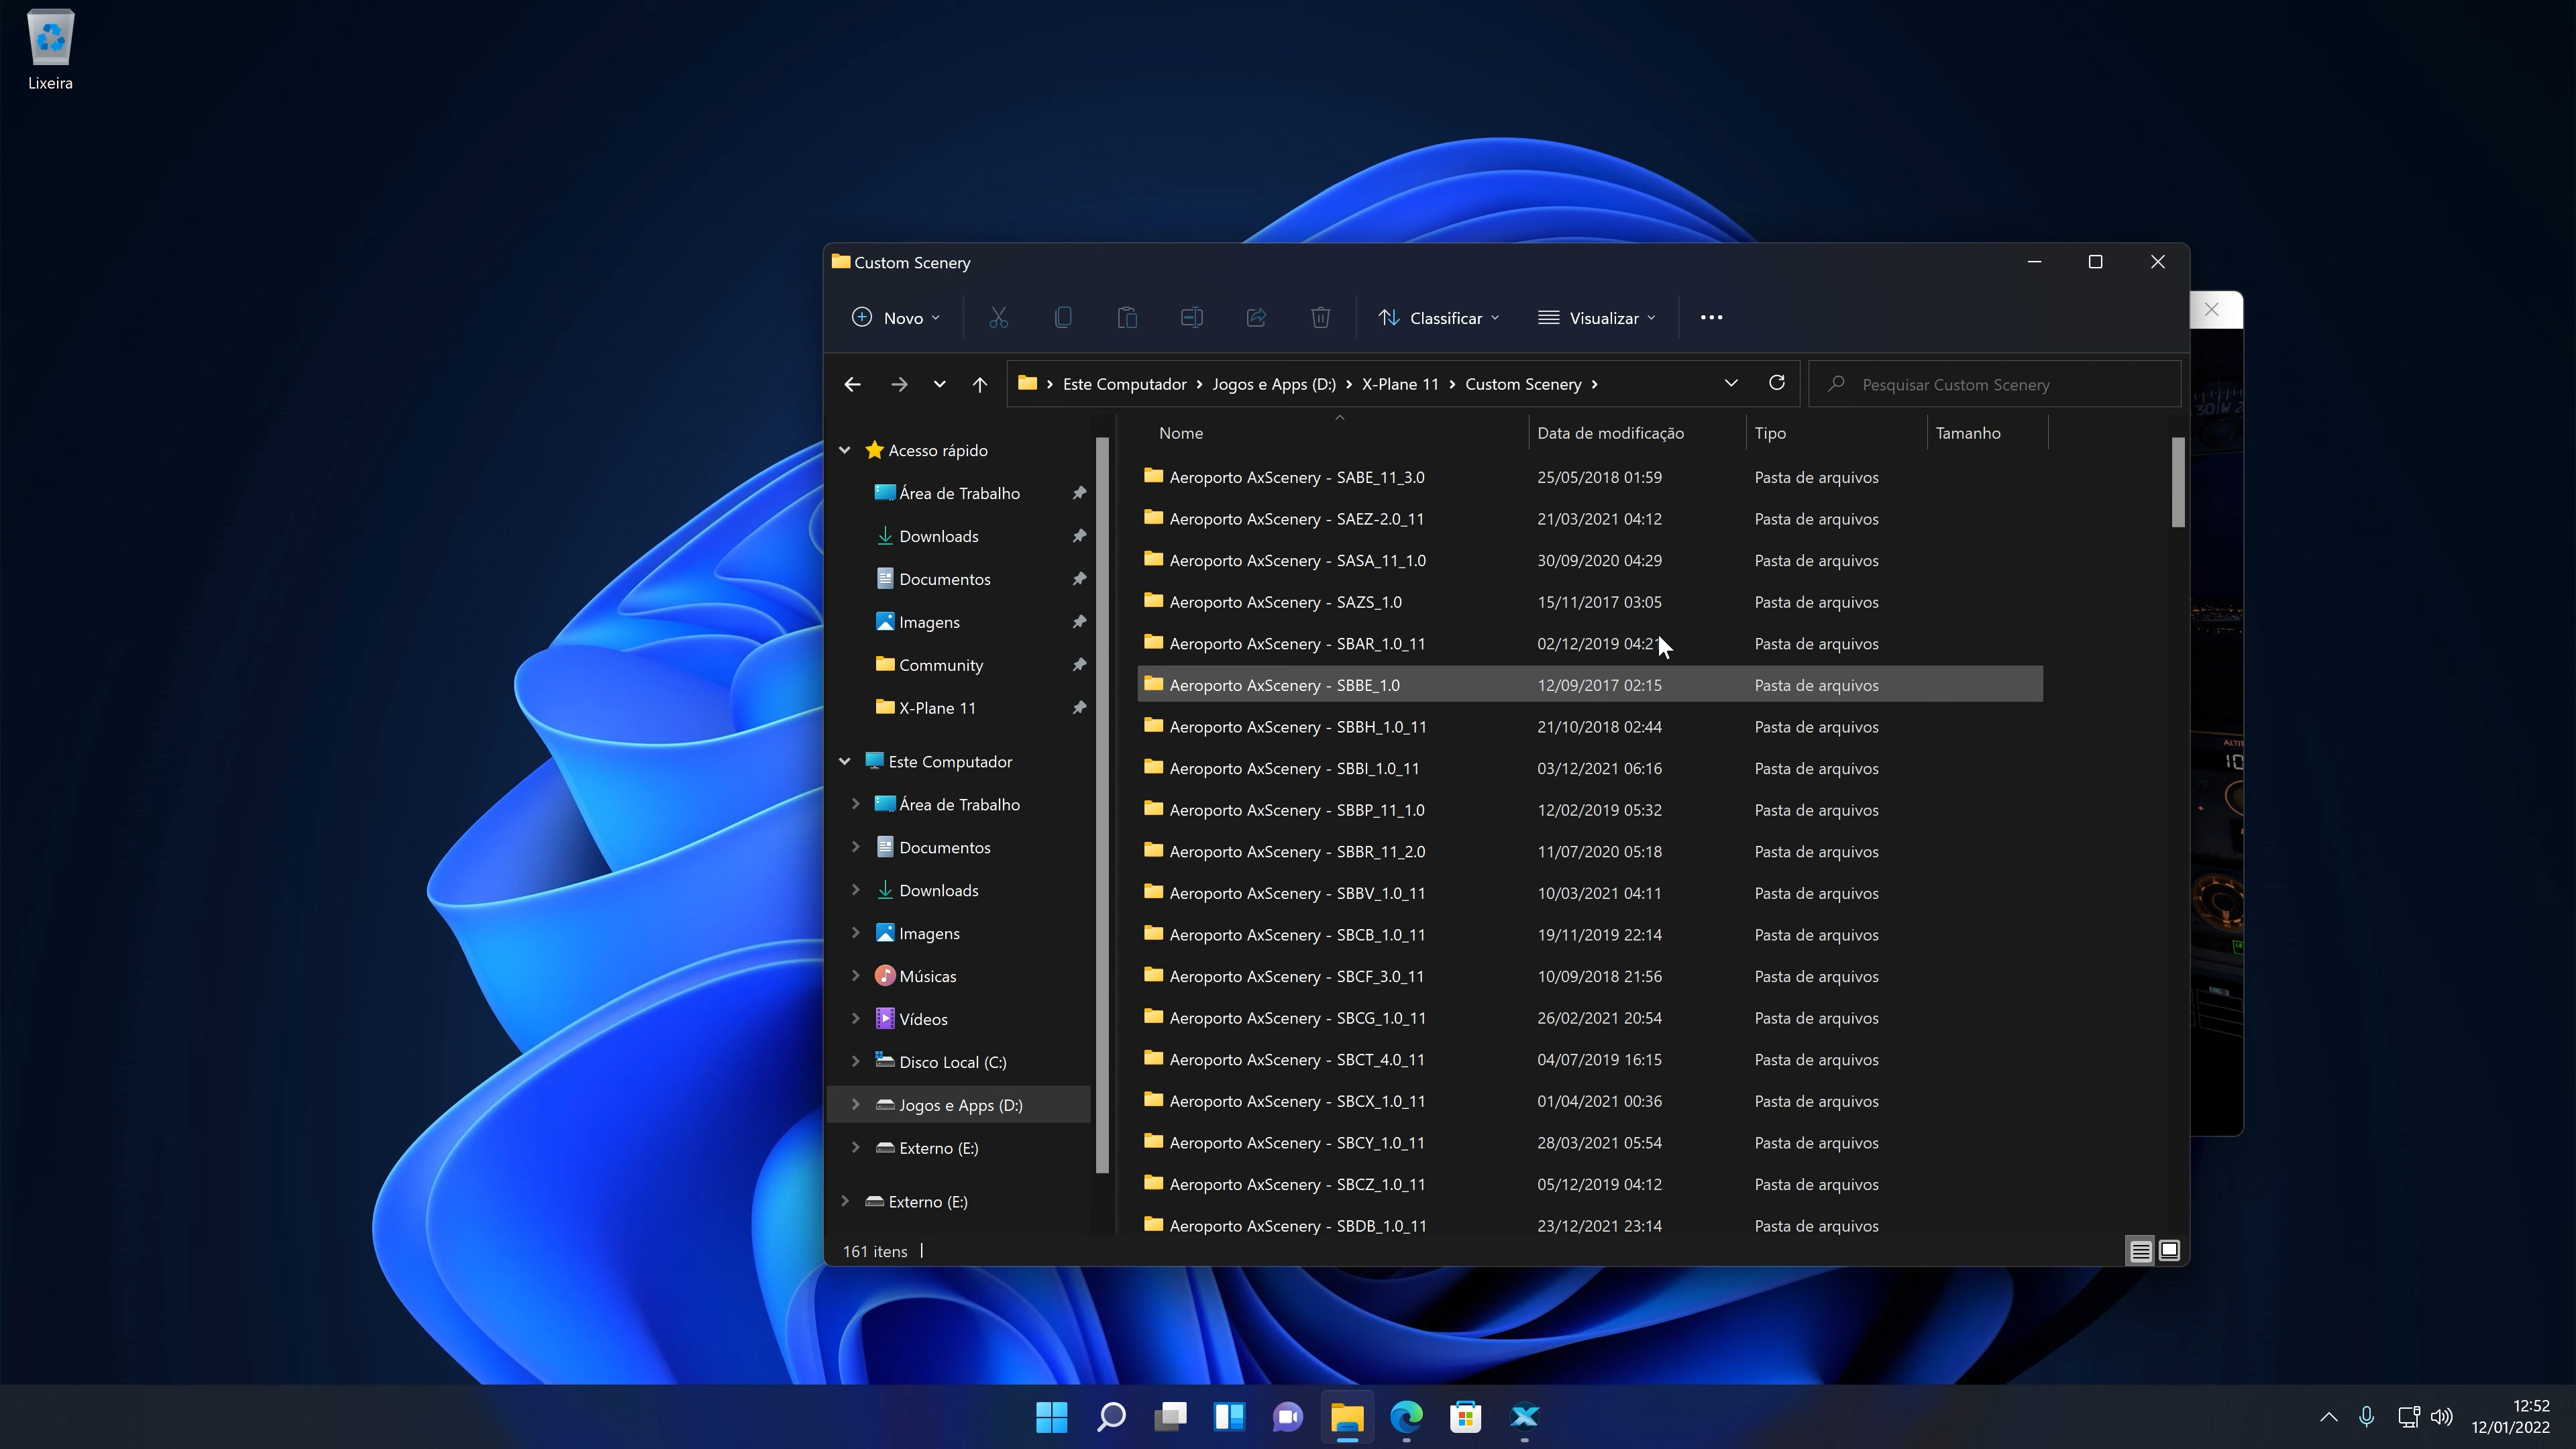 Lixeira
Custom Scenery
Novo
Classificar
Visualizar
Este Computador > Jogos e Apps (D:) > X-Plane 11 > Custom Scenery >
Pesquisar Custom Scenery
Acesso rápido
Área de Trabalho
Downloads
Documentos
Imagens
Community
X-Plane 11
Este Computador
Área de Trabalho
Documentos
Downloads
Imagens
Músicas
Vídeos
Disco Local (C:)
Jogos e Apps (D:)
Externo (E:)
Externo (E:)
Nome Data de modificação Tipo Tamanho
Aeroporto AxScenery - SABE_11_3.0 25/05/2018 01:59 Pasta de arquivos
Aeroporto AxScenery - SAEZ-2.0_11 21/03/2021 04:12 Pasta de arquivos
Aeroporto AxScenery - SASA_11_1.0 30/09/2020 04:29 Pasta de arquivos
Aeroporto AxScenery - SAZS_1.0 15/11/2017 03:05 Pasta de arquivos
Aeroporto AxScenery - SBAR_1.0_11 02/12/2019 04:21 Pasta de arquivos
Aeroporto AxScenery - SBBE_1.0 12/09/2017 02:15 Pasta de arquivos
Aeroporto AxScenery - SBBH_1.0_11 21/10/2018 02:44 Pasta de arquivos
Aeroporto AxScenery - SBBI_1.0_11 03/12/2021 06:16 Pasta de arquivos
Aeroporto AxScenery - SBBP_11_1.0 12/02/2019 05:32 Pasta de arquivos
Aeroporto AxScenery - SBBR_11_2.0 11/07/2020 05:18 Pasta de arquivos
Aeroporto AxScenery - SBBV_1.0_11 10/03/2021 04:11 Pasta de arquivos
Aeroporto AxScenery - SBCB_1.0_11 19/11/2019 22:14 Pasta de arquivos
Aeroporto AxScenery - SBCF_3.0_11 10/09/2018 21:56 Pasta de arquivos
Aeroporto AxScenery - SBCG_1.0_11 26/02/2021 20:54 Pasta de arquivos
Aeroporto AxScenery - SBCT_4.0_11 04/07/2019 16:15 Pasta de arquivos
Aeroporto AxScenery - SBCX_1.0_11 01/04/2021 00:36 Pasta de arquivos
Aeroporto AxScenery - SBCY_1.0_11 28/03/2021 05:54 Pasta de arquivos
Aeroporto AxScenery - SBCZ_1.0_11 05/12/2019 04:12 Pasta de arquivos
Aeroporto AxScenery - SBDB_1.0_11 23/12/2021 23:14 Pasta de arquivos
161 itens
12:52
12/01/2022